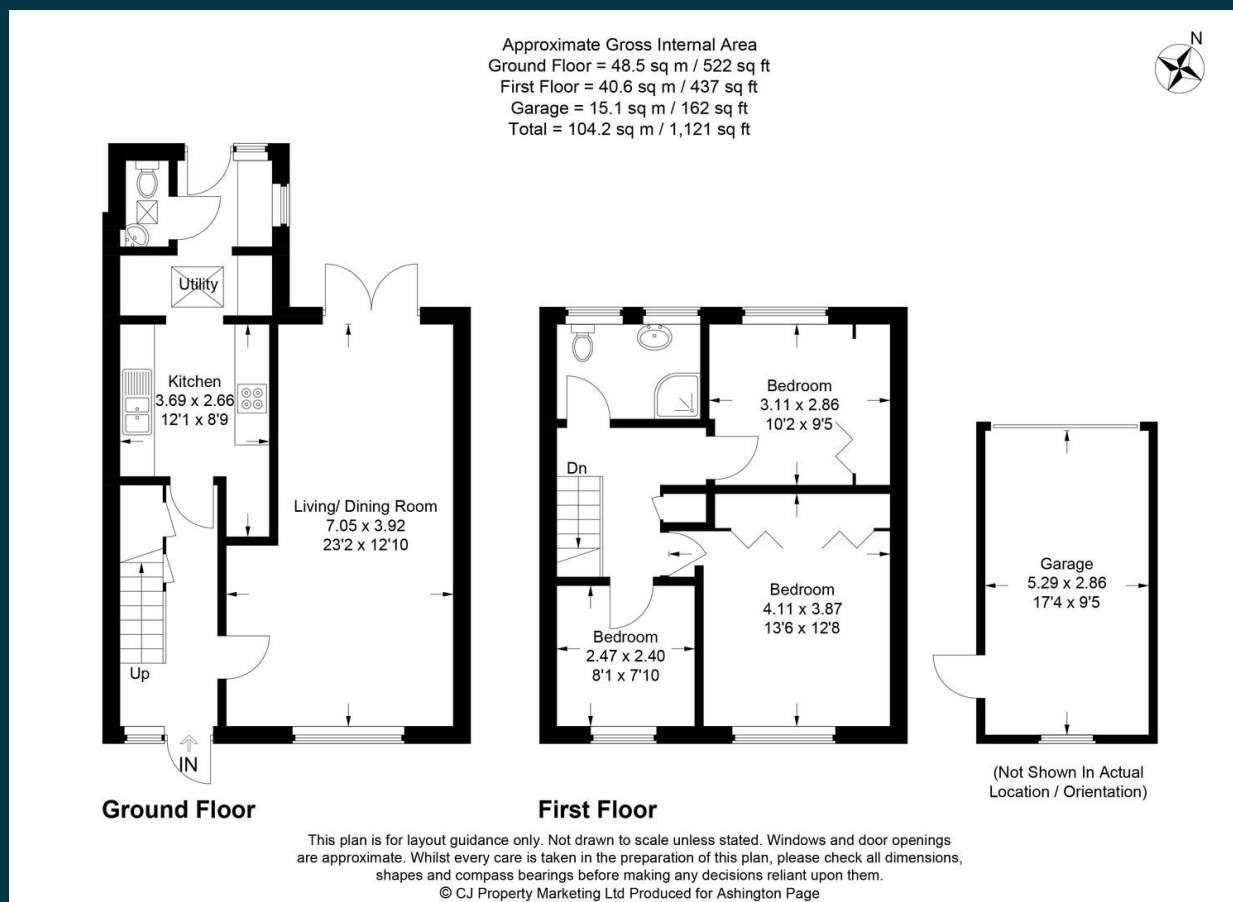 Approximate Gross Internal Area
Ground Floor = 48.5 sq m / 522 sq ft
First Floor = 40.6 sq m / 437 sq ft
Garage = 15.1 sq m / 162 sq ft
Total = 104.2 sq m / 1,121 sq ft
N
Utility
Kitchen
3.69 x 2.66
12'1 x 8'9
Living/ Dining Room
7.05 x 3.92
23'2 x 12'10
Up
IN
Ground Floor
Bedroom
3.11 x 2.86
10'2 x 9'5
Dn
Bedroom
4.11 x 3.87
13'6 x 12'8
Bedroom
2.47 x 2.40
8'1 x 7'10
First Floor
Garage
5.29 x 2.86
17'4 x 9'5
(Not Shown In Actual
Location / Orientation)
This plan is for layout guidance only. Not drawn to scale unless stated. Windows and door openings
are approximate. Whilst every care is taken in the preparation of this plan, please check all dimensions,
shapes and compass bearings before making any decisions reliant upon them.
© CJ Property Marketing Ltd Produced for Ashington Page